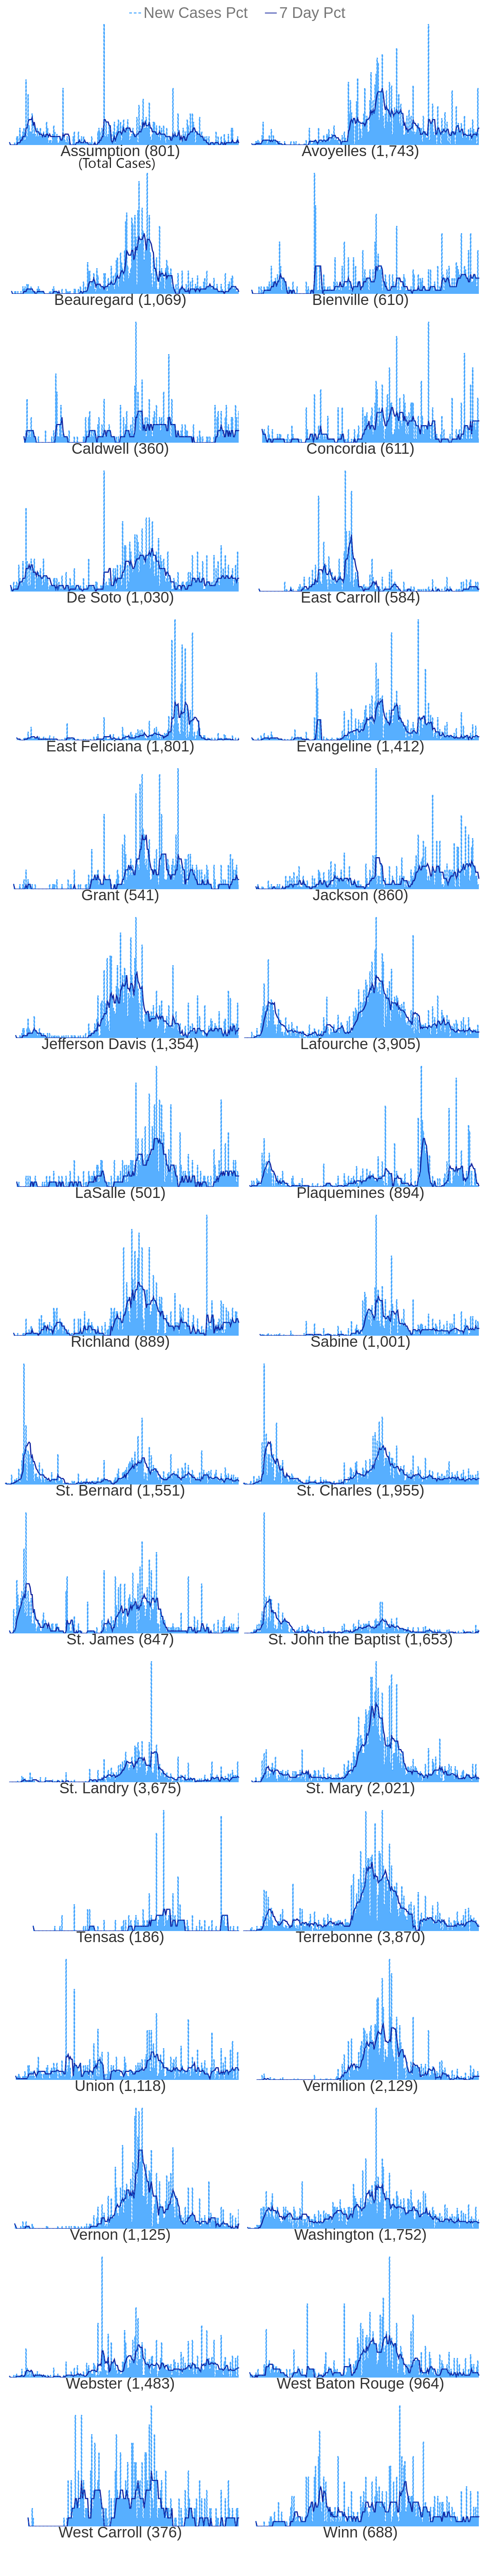 New Cases Pct 7 Day Pct
Assumption (801) Avoyelles (1,743)
(Total Cases)
Beauregard (1,069) Bienville (610)
Caldwell (360) Concordia (611)
De Soto (1,030) East Carroll (584)
East Feliciana (1,801) Evangeline (1,412)
Grant (541) Jackson (860)
Jefferson Davis (1,354) Lafourche (3,905)
LaSalle (501) Plaquemines (894)
Richland (889) Sabine (1,001)
St. Bernard (1,551) St. Charles (1,955)
St. James (847) St. John the Baptist (1,653)
St. Landry (3,675) St. Mary (2,021)
Tensas (186) Terrebonne (3,870)
Union (1,118) Vermilion (2,129)
Vernon (1,125) Washington (1,752)
Webster (1,483) West Baton Rouge (964)
West Carroll (376) Winn (688)